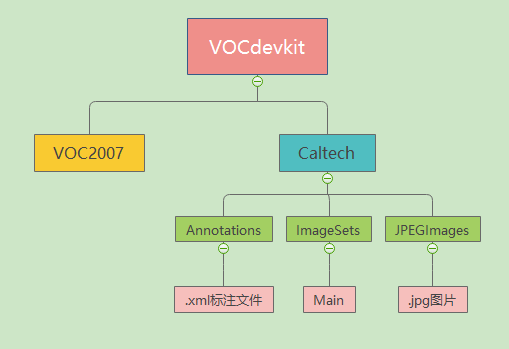 VOCdevkit
VOC2007
Caltech
Annotations
ImageSets
JPEGImages
.xml标注文件
Main
.jpg图片